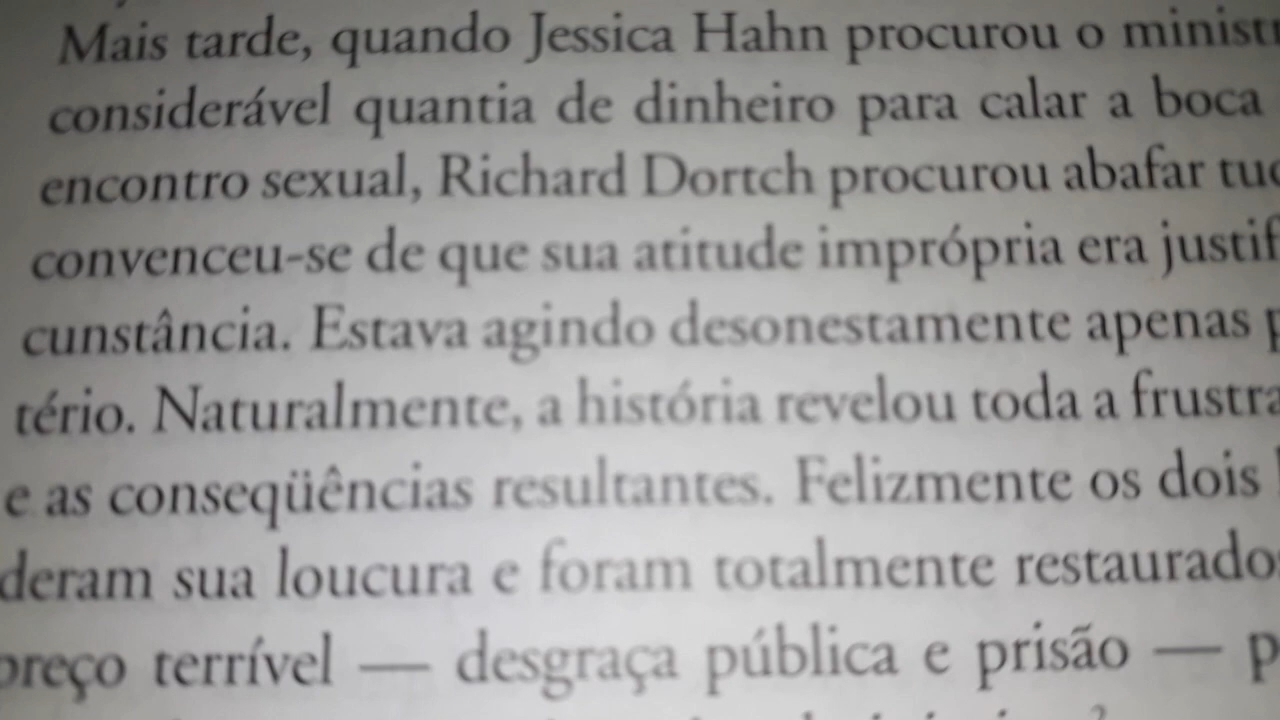 Mais tarde, quando Jessica Hahn procurou o minist
considerável quantia de dinheiro para calar a boca
encontro sexual, Richard Dortch procurou abafar
convenceu-se de que sua atitude imprópria era justif
cunstância. Estava agindo desonestamente apenas p
tério. Naturalmente, a história revelou toda a frustra
e as conseqüências resultantes. Felizmente os dois
deram sua loucura e foram totalmente restaurado
preço terrível — desgraça pública e prisão — p